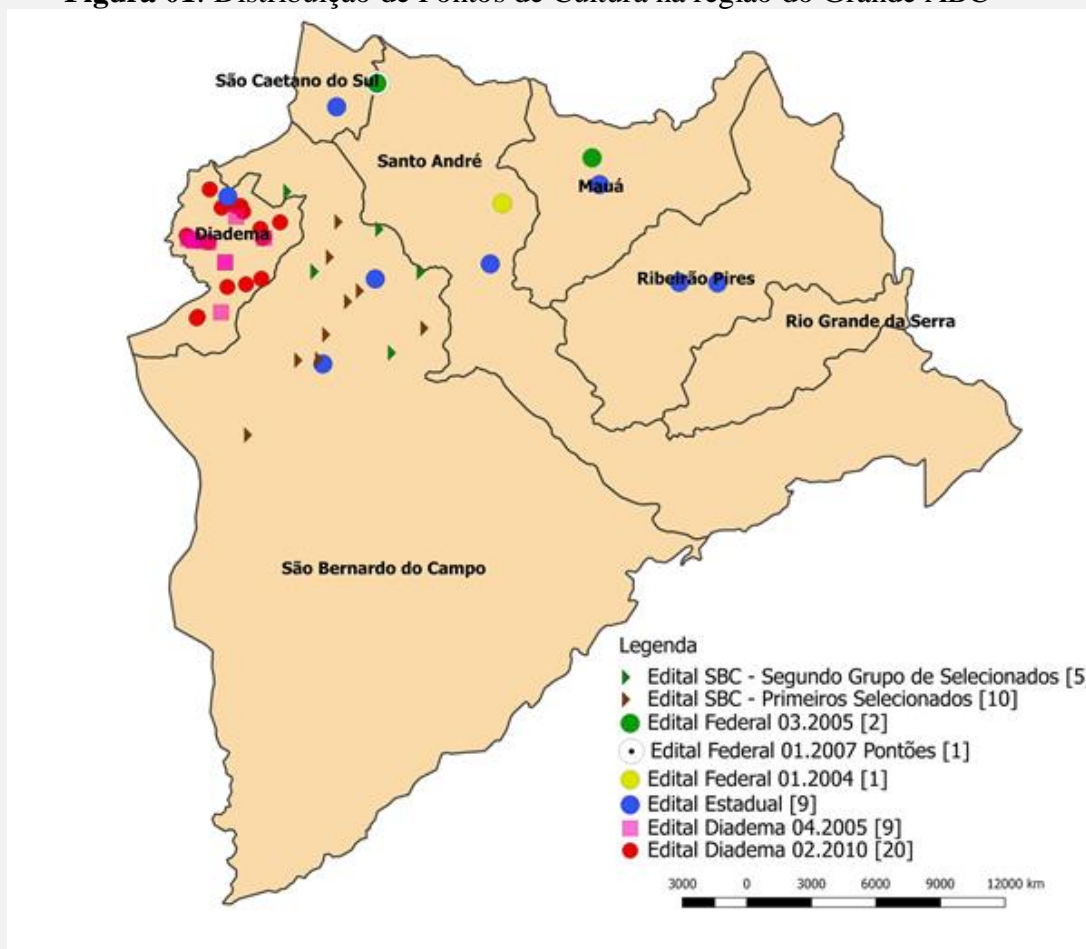 Figura 01: Distribuição de Pontos de Cultura na região do Grande ABC
São Caetano do Sul
Santo André
Mauá
Diadema
Ribeirão Pires
Rio Grande da Serra
São Bernardo do Campo
Legenda
Edital SBC - Segundo Grupo de Selecionados [5
Edital SBC - Primeiros Selecionados [10]
Edital Federal 03.2005 [2]
Edital Federal 01.2007 Pontões [1]
Edital Federal 01.2004 [1]
Edital Estadual [9]
Edital Diadema 04.2005 [9]
Edital Diadema 02.2010 [20]
3000 0 3000 6000 9000 12000 km